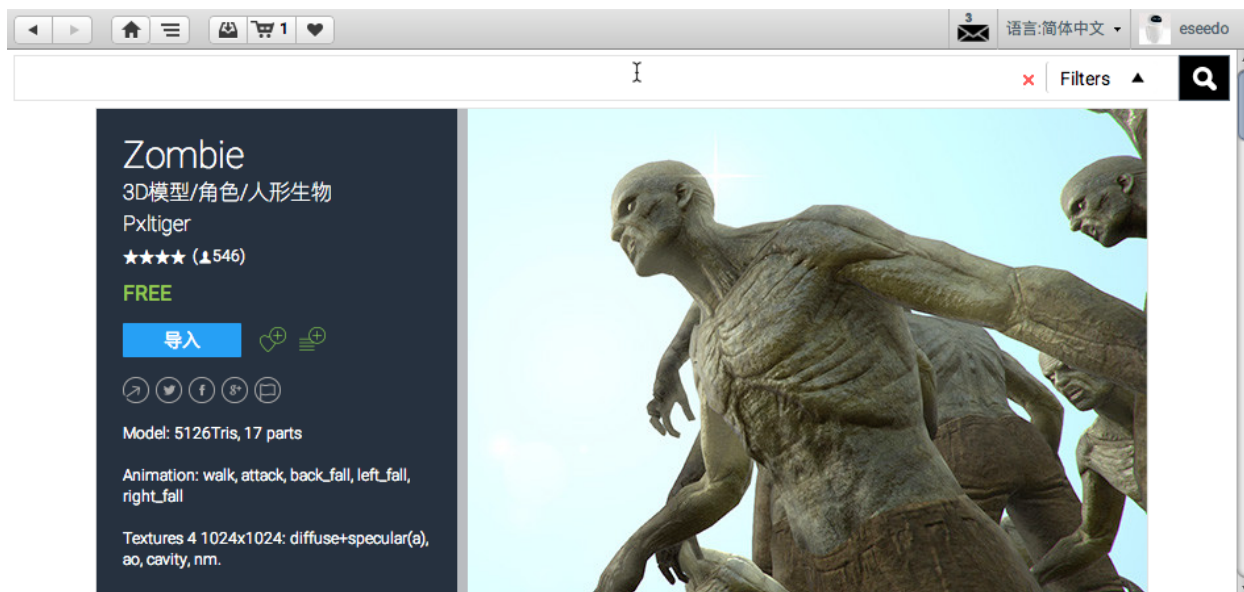 1
3
语言:简体中文
eseedo
Filters
Zombie
3D模型/角色/人形生物
Pxltiger
★★★★ (546)
FREE
导入
Model: 5126Tris, 17 parts
Animation: walk, attack, back_fall, left_fall,
right_fall
Textures 4 1024x1024: diffuse+specular(a),
ao, cavity, nm.